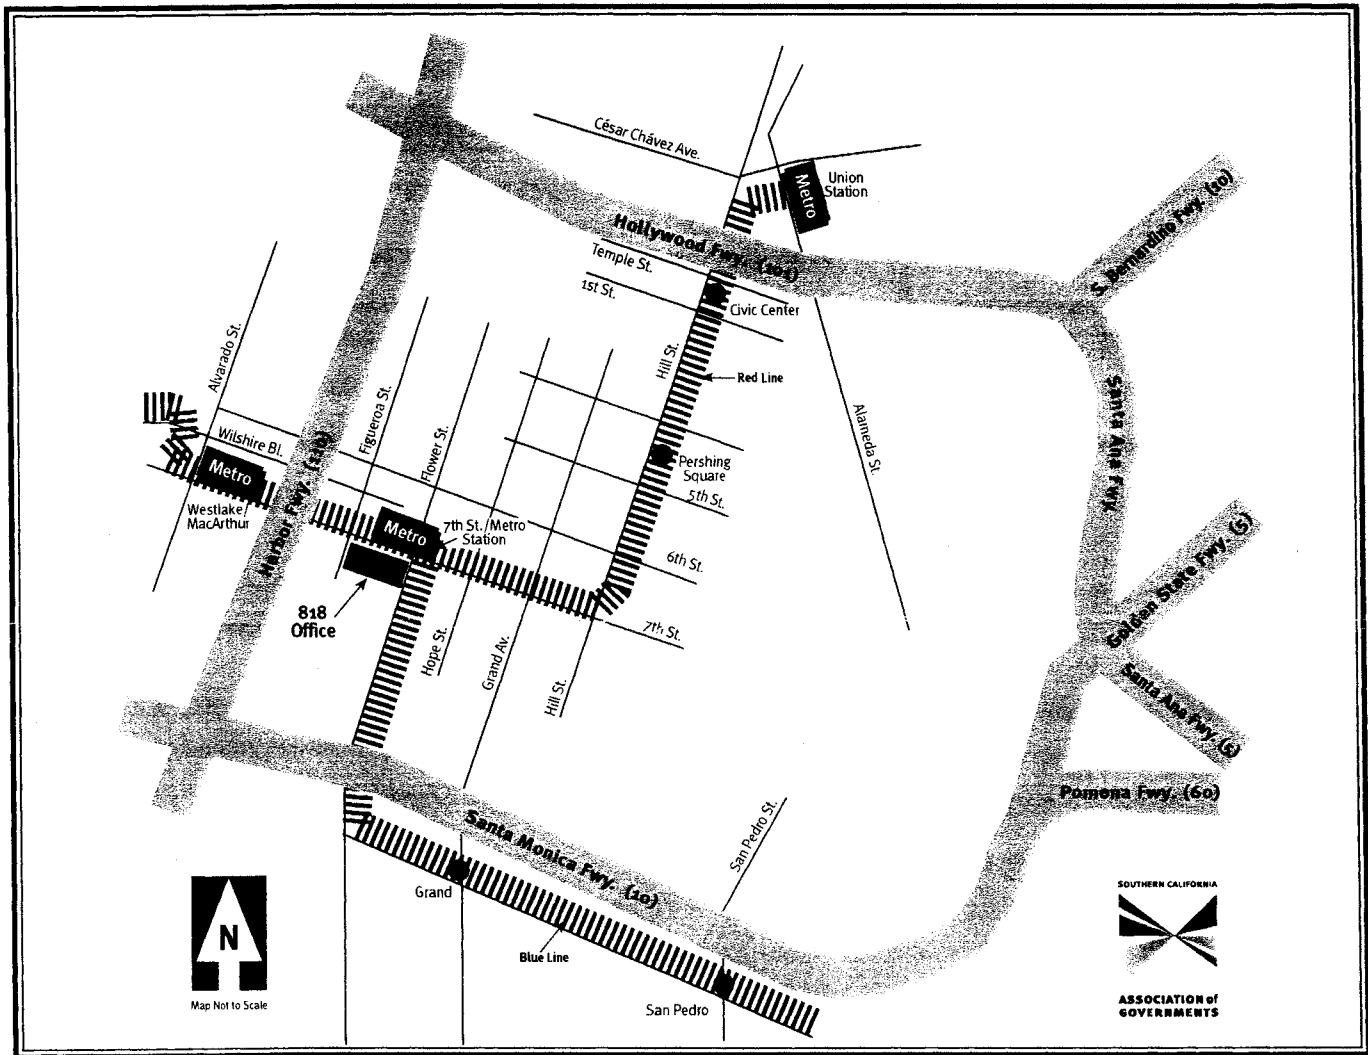 César Chávez Ave.
Metro
Union
Station
S. Bernardino Fwy. (10)
Hollywood Fwy. (101)
Temple St.
1st St.
Civic Center
Hill St.
Red Line
Alvarado St.
Figueroa St.
Flower St.
Alameda St.
Santa Ana Fwy.
Wilshire Bl.
Metro
Westlake/
MacArthur
Harbor Fwy. (110)
Pershing
Square
5th St.
Metro
7th St./Metro
Station
6th St.
7th St.
818
Office
Hope St.
Grand Av.
Hill St.
Golden State Fwy. (5)
Santa Ana Fwy. (5)
Pomona Fwy. (60)
Santa Monica Fwy. (10)
San Pedro St.
Grand
Blue Line
San Pedro
N
Map Not to Scale
SOUTHERN CALIFORNIA
ASSOCIATION of
GOVERNMENTS